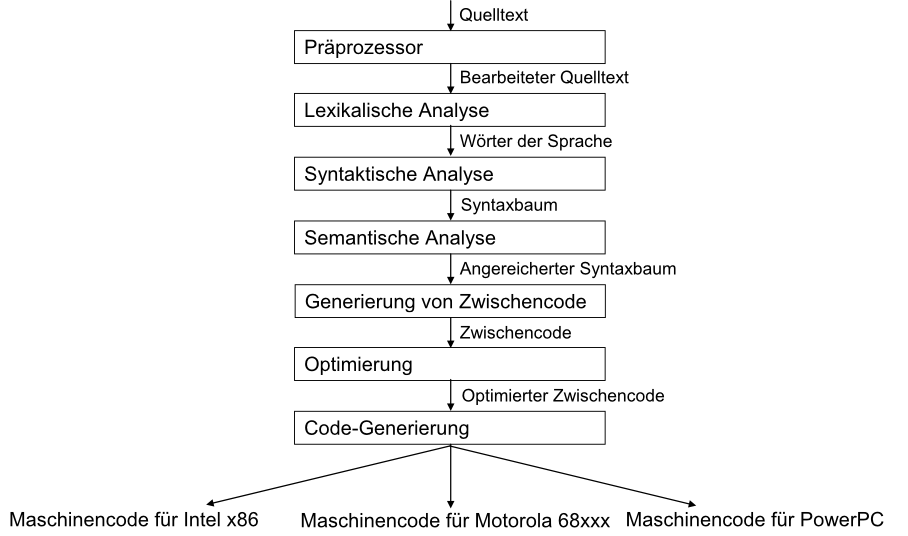 Quelltext
Präprozessor
Bearbeiteter Quelltext
Lexikalische Analyse
Wörter der Sprache
Syntaktische Analyse
Syntaxbaum
Semantische Analyse
Angereicherter Syntaxbaum
Generierung von Zwischencode
Zwischencode
Optimierung
Optimierter Zwischencode
Code-Generierung
Maschinencode für Intel x86
Maschinencode für Motorola 68xxx
Maschinencode für PowerPC